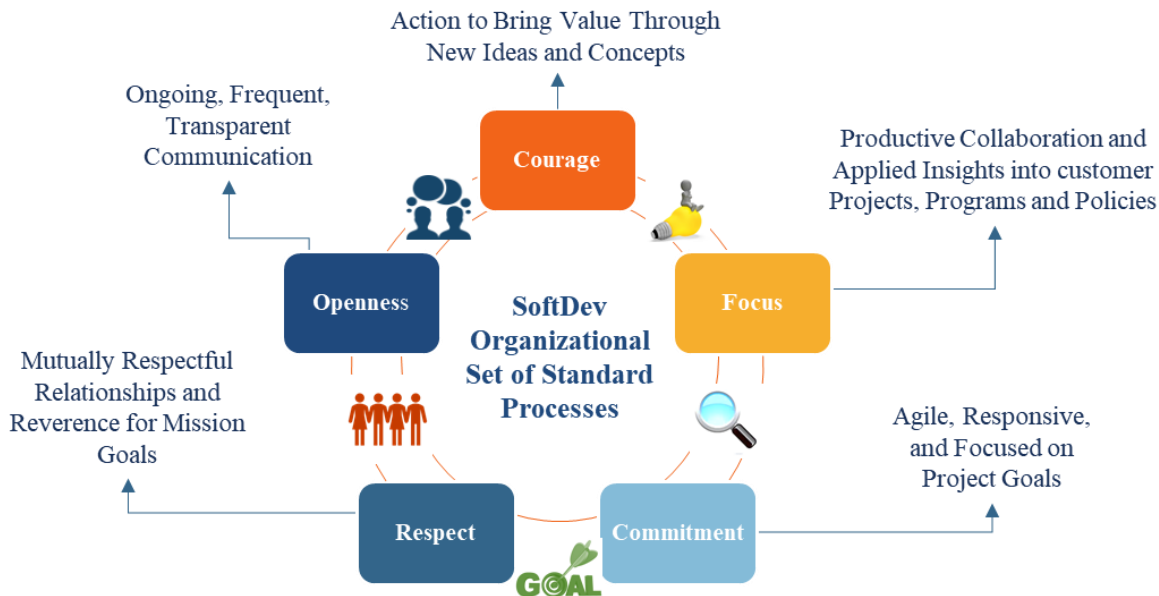 Action to Bring Value Through
New Ideas and Concepts
Ongoing, Frequent,
Transparent
Communication
Courage
Productive Collaboration and
Applied Insights into customer
Projects, Programs and Policies
Openness
SoftDev
Organizational
Set of Standard
Processes
Focus
Mutually Respectful
Relationships and
Reverence for Mission
Goals
Agile, Responsive,
and Focused on
Project Goals
Respect
Commitment
GOAL